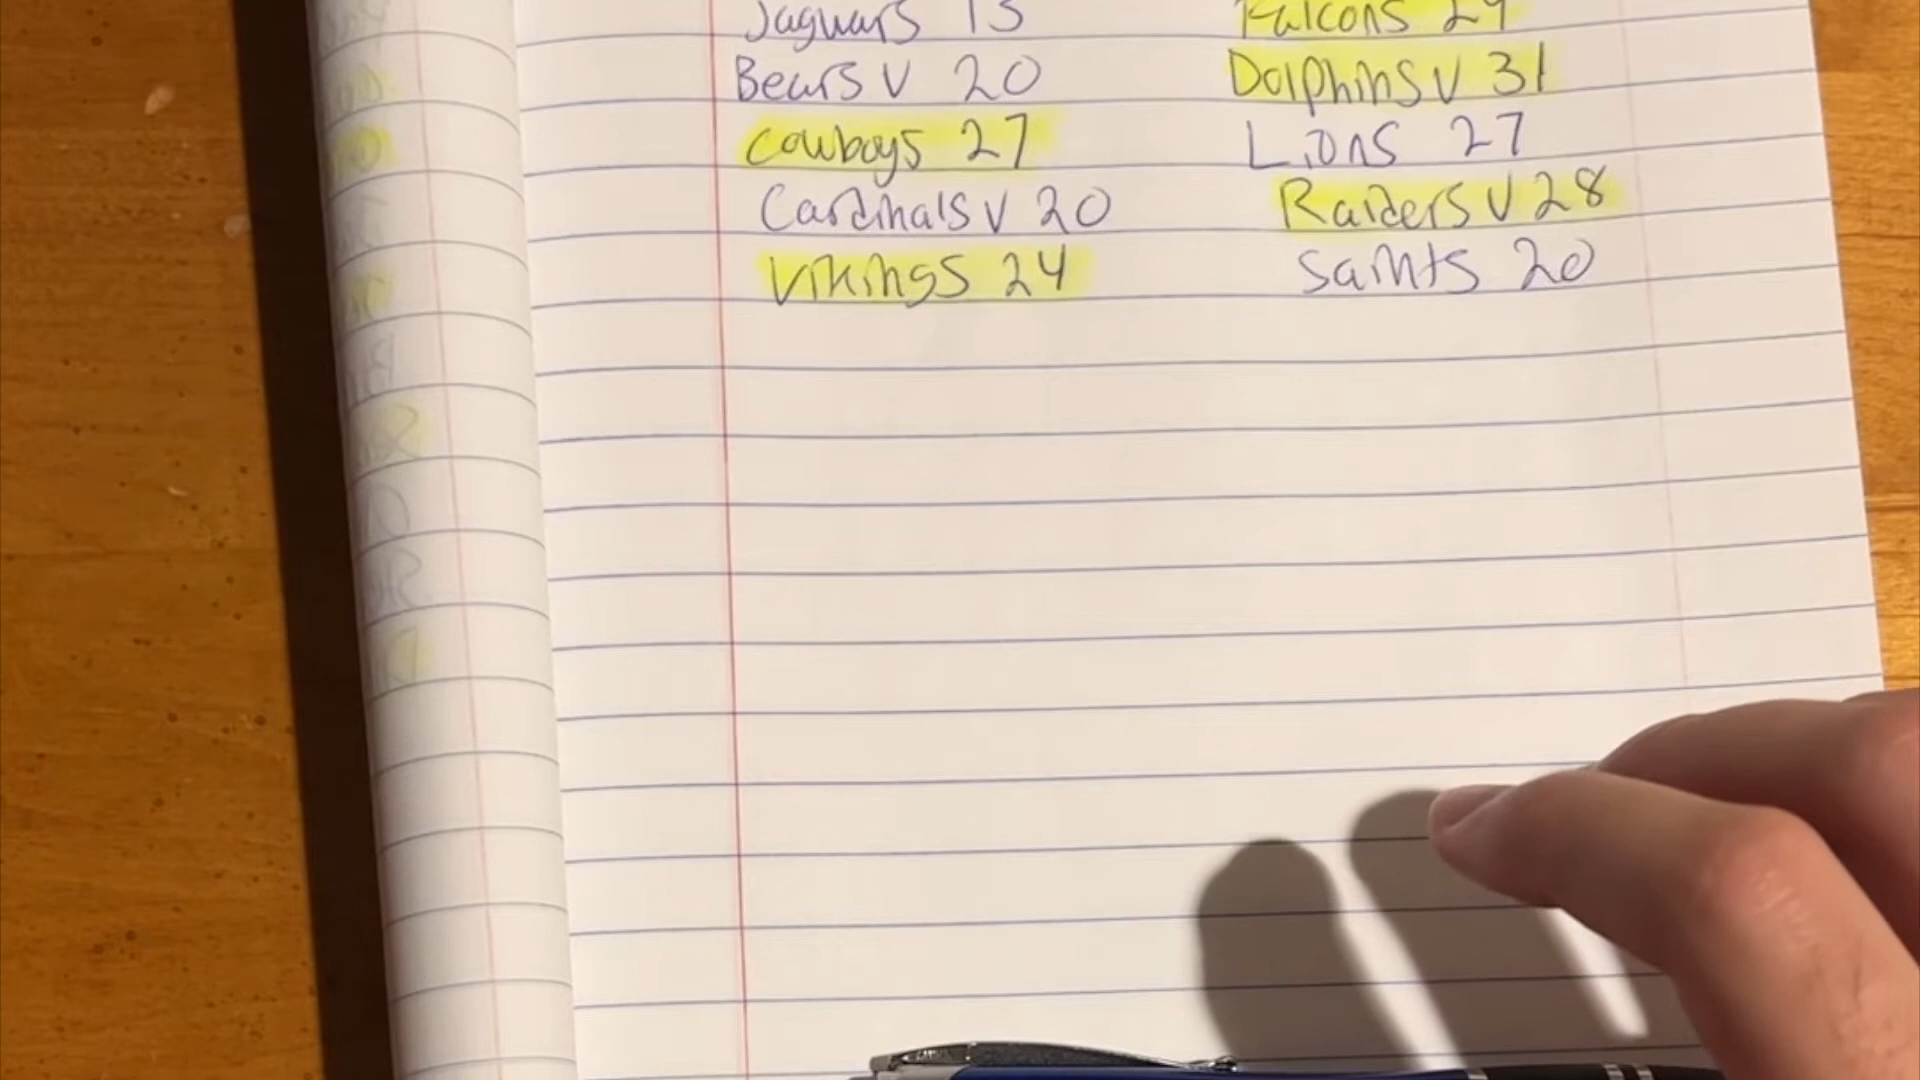 Jaguars 13 Falcons 24
Bears v 20 Dolphins v 31
Cowboys 27 Lions 27
Cardinals v 20 Raiders v 28
Vikings 24 Saints 20